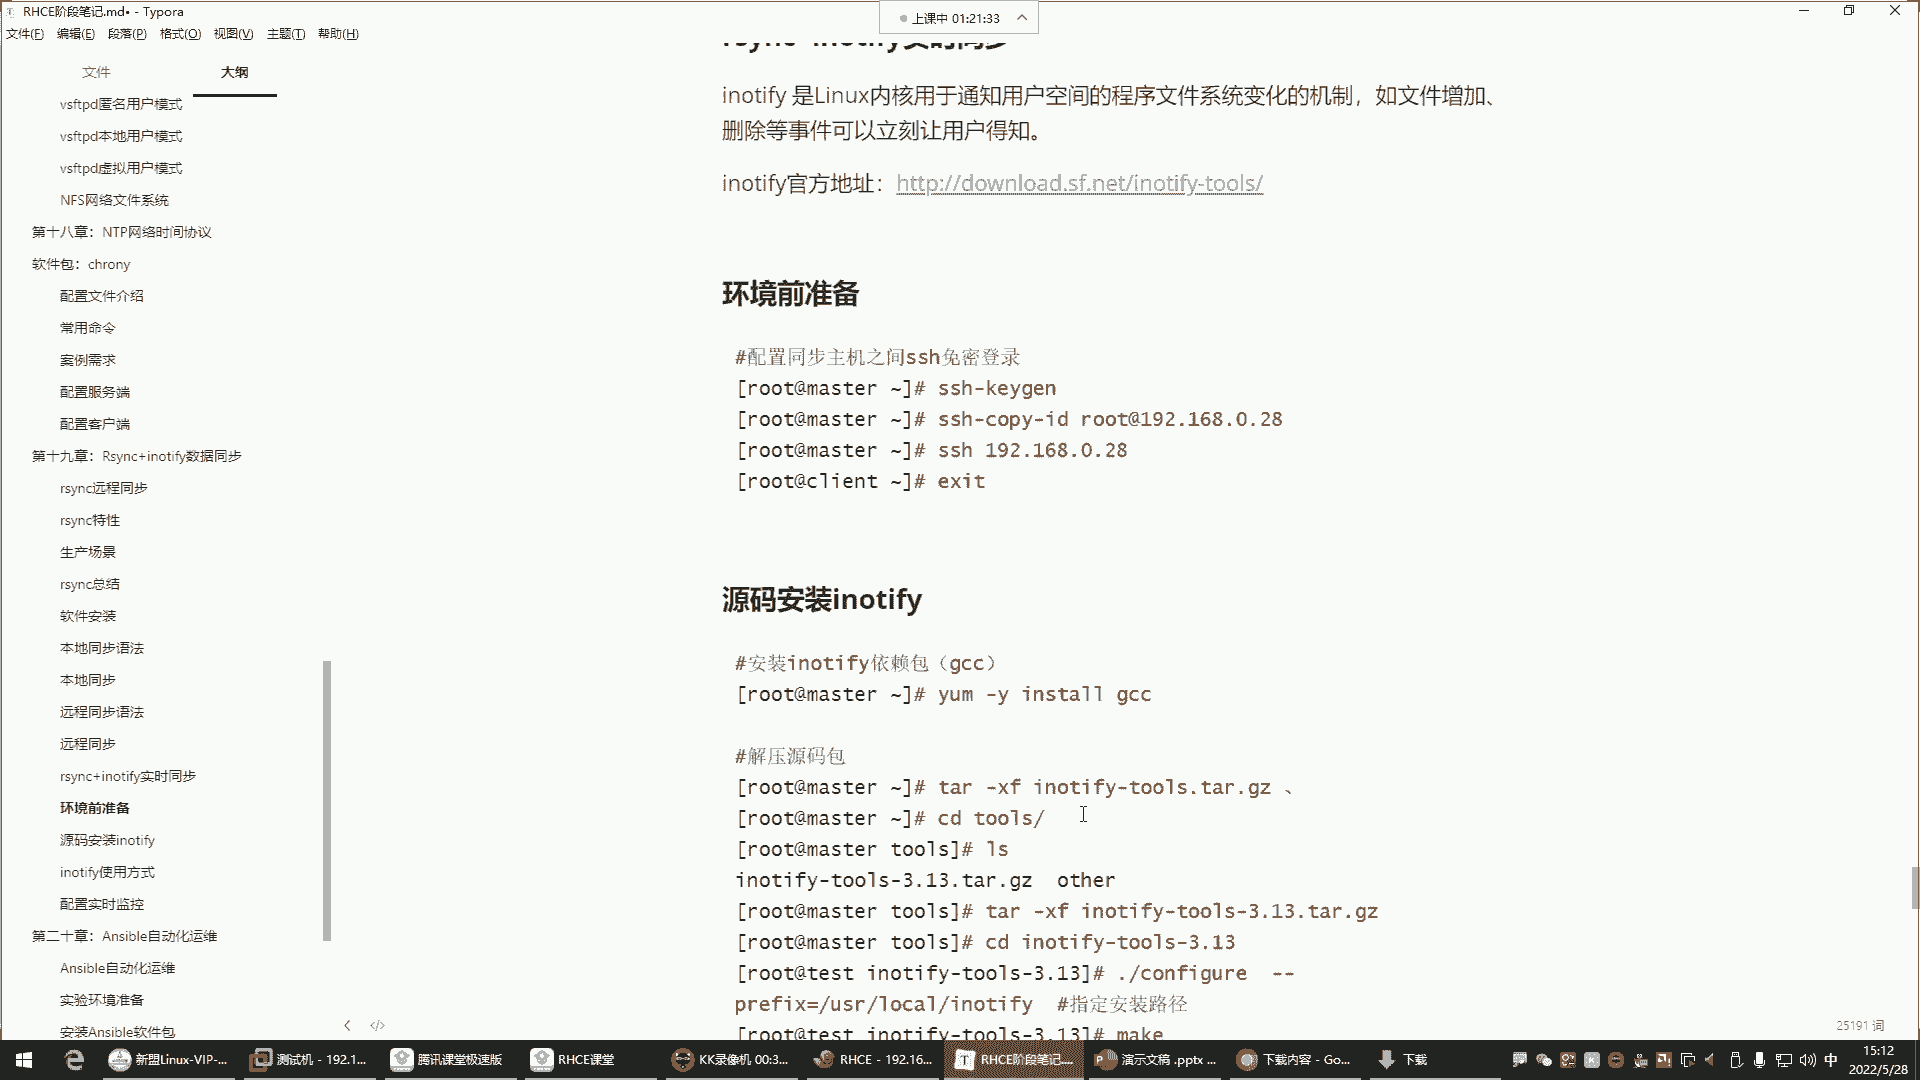 RHCE阶段笔记.md• - Typora
上课中 01:21:33
文件(F) 编辑(E) 段落(P) 格式(O) 视图(V) 主题(T) 帮助(H)
文件 大纲
vsftpd匿名用户模式
vsftpd本地用户模式
vsftpd虚拟用户模式
NFS网络文件系统
第十八章：NTP网络时间协议
软件包：chrony
配置文件介绍
常用命令
案例需求
配置服务端
配置客户端
第十九章：Rsync+inotify数据同步
rsync远程同步
rsync特性
生产场景
rsync总结
软件安装
本地同步语法
本地同步
远程同步语法
远程同步
rsync+inotify实时同步
环境前准备
源码安装inotify
inotify使用方式
配置实时监控
第二十章：Ansible自动化运维
Ansible自动化运维
实验环境准备
安装Ansible软件包
rsync+inotify实时同步
inotify 是Linux内核用于通知用户空间的程序文件系统变化的机制，如文件增加、
删除等事件可以立刻让用户得知。
inotify官方地址：http://download.sf.net/inotify-tools/
环境前准备
#配置同步主机之间ssh免密登录
[root@master ~]# ssh-keygen
[root@master ~]# ssh-copy-id root@192.168.0.28
[root@master ~]# ssh 192.168.0.28
[root@client ~]# exit
源码安装inotify
#安装inotify依赖包（gcc）
[root@master ~]# yum -y install gcc
#解压源码包
[root@master ~]# tar -xf inotify-tools.tar.gz 、
[root@master ~]# cd tools/
[root@master tools]# ls
inotify-tools-3.13.tar.gz  other
[root@master tools]# tar -xf inotify-tools-3.13.tar.gz
[root@master tools]# cd inotify-tools-3.13
[root@test inotify-tools-3.13]# ./configure  --
prefix=/usr/local/inotify  #指定安装路径
[root@test inotify-tools-3.13]# make
25191 词
新盟Linux-VIP-... 测试机 - 192.1... 腾讯课堂极速版 RHCE课堂 KK录像机 00:3... RHCE - 192.16... RHCE阶段笔记.... 演示文稿 .pptx ... 下载内容 - Go... 下载 中
15:12
2022/5/28